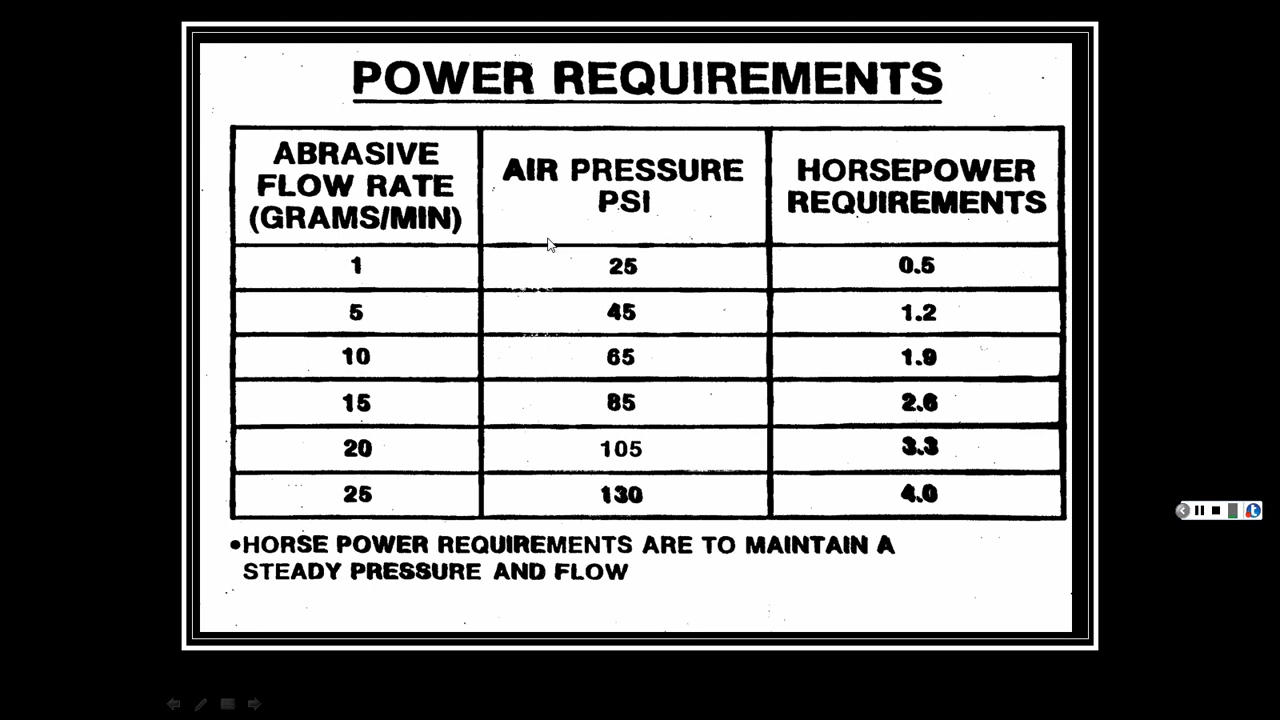 POWER REQUIREMENTS
ABRASIVE
FLOW RATE
(GRAMS/MIN)
AIR PRESSURE
PSI
HORSEPOWER
REQUIREMENTS
1 25 0.5
5 45 1.2
10 65 1.9
15 85 2.6
20 105 3.3
25 130 4.0
•HORSE POWER REQUIREMENTS ARE TO MAINTAIN A
STEADY PRESSURE AND FLOW